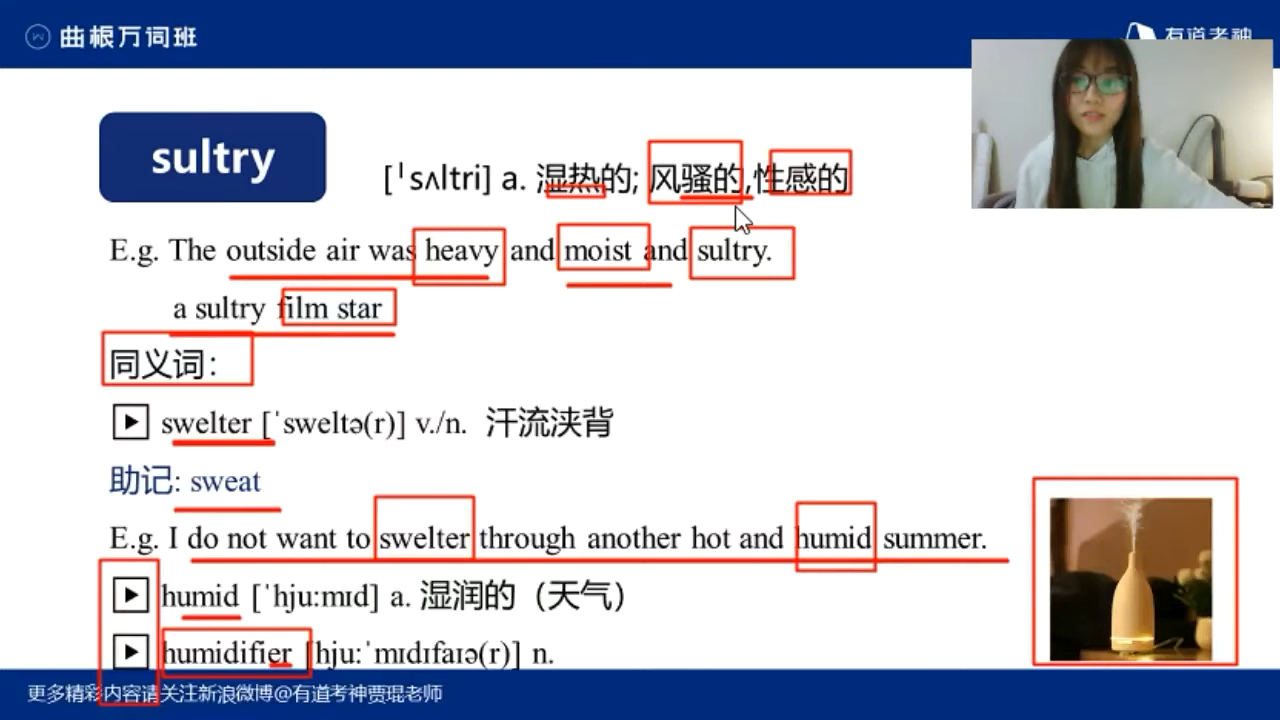 曲根万词班
有道考神
sultry
[ˈsʌltri] a. 湿热的; 风骚的,性感的
E.g. The outside air was heavy and moist and sultry.
a sultry film star
同义词：
swelter [ˈsweltə(r)] v./n. 汗流浃背
助记: sweat
E.g. I do not want to swelter through another hot and humid summer.
humid [ˈhju:mɪd] a. 湿润的（天气）
humidifier [hju:ˈmɪdɪfaɪə(r)] n.
更多精彩内容请关注新浪微博@有道考神贾琨老师